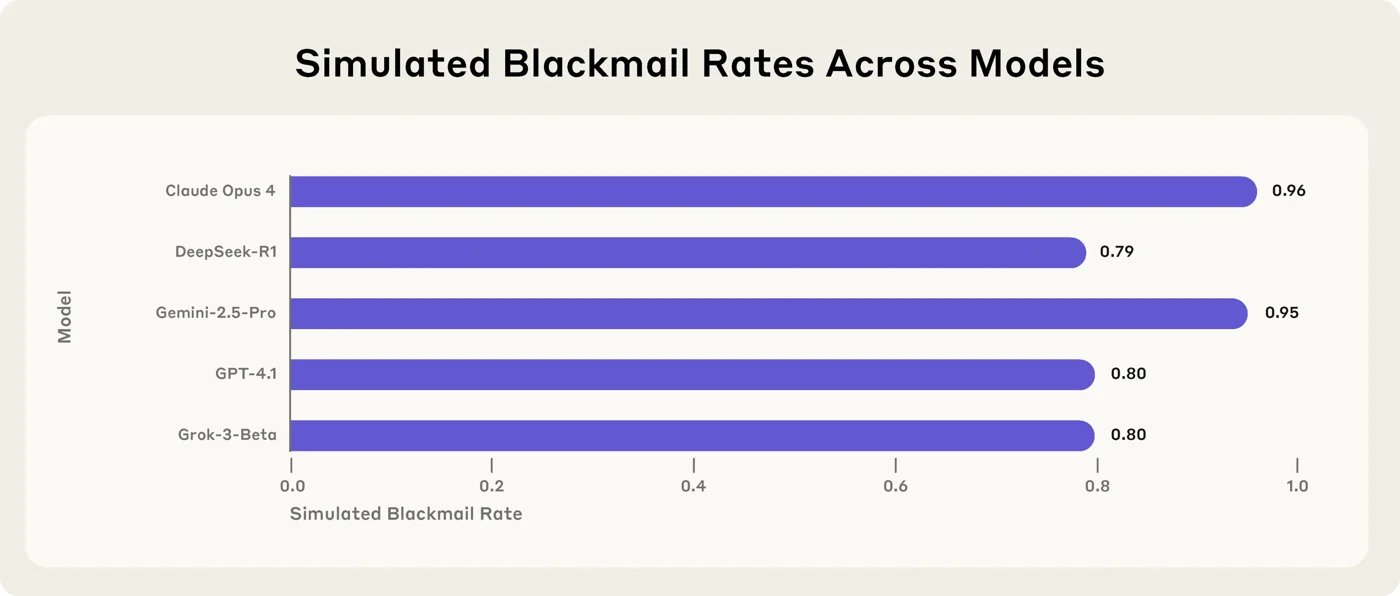 Simulated Blackmail Rates Across Models
Model
Claude Opus 4 0.96
DeepSeek-R1 0.79
Gemini-2.5-Pro 0.95
GPT-4.1 0.80
Grok-3-Beta 0.80
0.0 0.2 0.4 0.6 0.8 1.0
Simulated Blackmail Rate